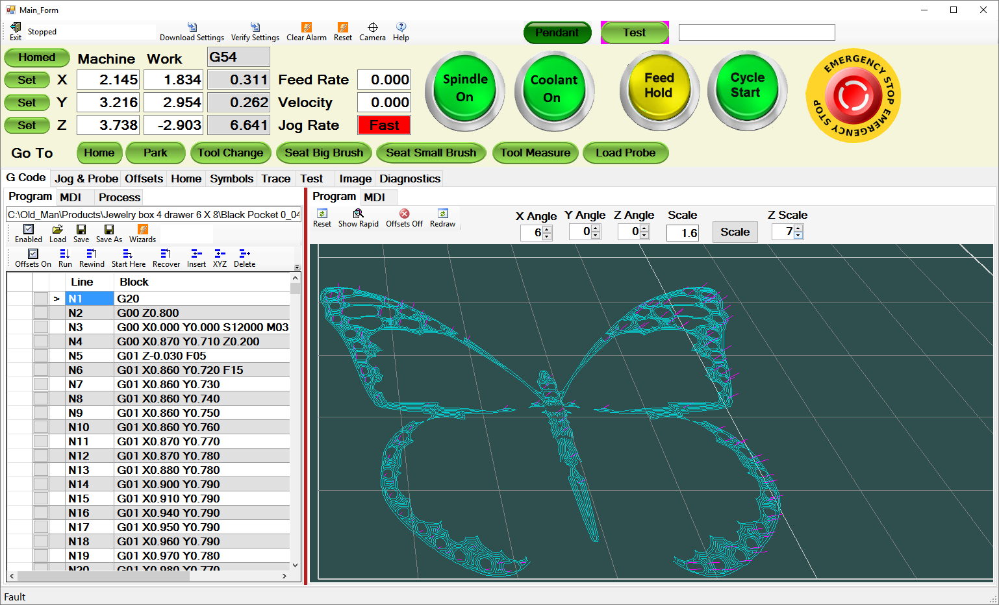 Main_Form
Exit Stopped Download Settings Verify Settings Clear Alarm Reset Camera Help Pendant Test
Homed Machine Work G54
Set X 2.145 1.834 0.311 Feed Rate 0.000
Set Y 3.216 2.954 0.262 Velocity 0.000
Set Z 3.738 -2.903 6.641 Jog Rate Fast
Spindle On
Coolant On
Feed Hold
Cycle Start
EMERGENCY STOP EMERGENCY STOP
Go To Home Park Tool Change Seat Big Brush Seat Small Brush Tool Measure Load Probe
G Code Jog & Probe Offsets Home Symbols Trace Test Image Diagnostics
Program MDI Process
C:\Old_Man\Products\Jewelry box 4 drawer 6 X 8\Black Pocket 0_04
Enabled Load Save Save As Wizards
Offsets On Run Rewind Start Here Recover Insert XYZ Delete
Line Block
> N1 G20
N2 G00 Z0.800
N3 G00 X0.000 Y0.000 S12000 M03
N4 G00 X0.870 Y0.710 Z0.200
N5 G01 Z-0.030 F05
N6 G01 X0.860 Y0.720 F15
N7 G01 X0.860 Y0.730
N8 G01 X0.860 Y0.740
N9 G01 X0.860 Y0.750
N10 G01 X0.860 Y0.760
N11 G01 X0.870 Y0.770
N12 G01 X0.870 Y0.780
N13 G01 X0.880 Y0.780
N14 G01 X0.900 Y0.790
N15 G01 X0.910 Y0.790
N16 G01 X0.940 Y0.790
N17 G01 X0.950 Y0.790
N18 G01 X0.960 Y0.790
N19 G01 X0.970 Y0.780
N20 G01 X0.980 Y0.770
Program MDI
Reset Show Rapid Offsets Off Redraw
X Angle Y Angle Z Angle Scale Z Scale
6 0 0 1.6 Scale 7
Fault